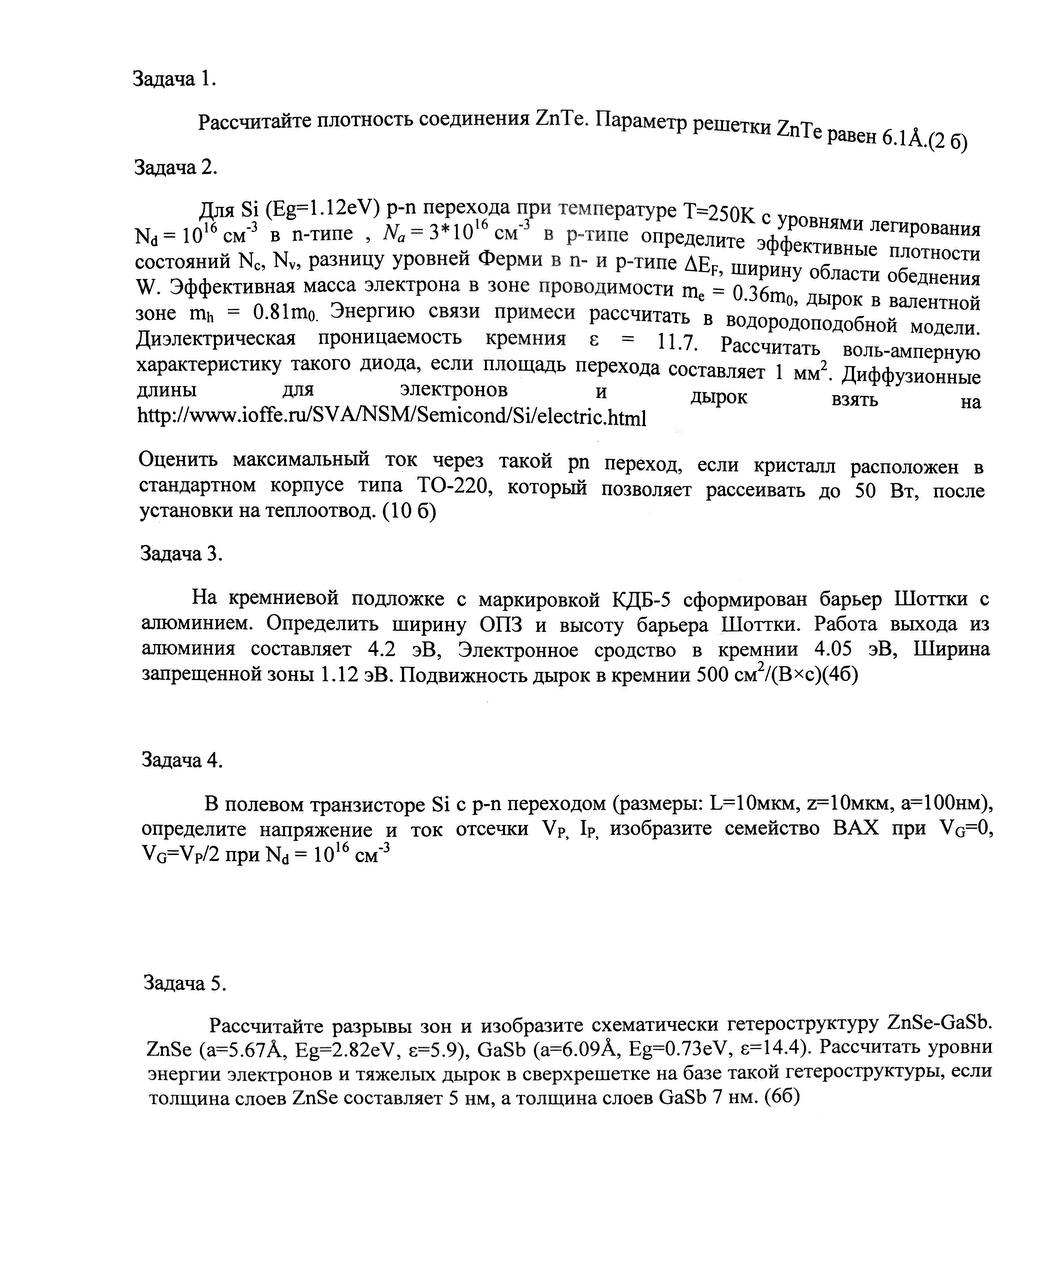 Задача 1.
Рассчитайте плотность соединения ZnTe. Параметр решетки ZnTe равен 6.1Å.(2 б)
Задача 2.
Для Si (Eg=1.12eV) p-n перехода при температуре T=250K с уровнями легирования
N_d = 10^16 см^-3 в n-типе , N_a = 3*10^16 см^-3 в p-типе определите эффективные плотности
состояний N_c, N_v, разницу уровней Ферми в n- и p-типе ΔE_F, ширину области обеднения
W. Эффективная масса электрона в зоне проводимости m_e = 0.36m_0, дырок в валентной
зоне m_h = 0.81m_0. Энергию связи примеси рассчитать в водородоподобной модели.
Диэлектрическая проницаемость кремния ε = 11.7. Рассчитать воль-амперную
характеристику такого диода, если площадь перехода составляет 1 мм^2. Диффузионные
длины для электронов и дырок взять на
http://www.ioffe.ru/SVA/NSM/Semicond/Si/electric.html
Оценить максимальный ток через такой pn переход, если кристалл расположен в
стандартном корпусе типа ТО-220, который позволяет рассеивать до 50 Вт, после
установки на теплоотвод. (10 б)
Задача 3.
На кремниевой подложке с маркировкой КДБ-5 сформирован барьер Шоттки с
алюминием. Определить ширину ОПЗ и высоту барьера Шоттки. Работа выхода из
алюминия составляет 4.2 эВ, Электронное сродство в кремнии 4.05 эВ, Ширина
запрещенной зоны 1.12 эВ. Подвижность дырок в кремнии 500 см^2/(В×с)(4б)
Задача 4.
В полевом транзисторе Si с p-n переходом (размеры: L=10мкм, z=10мкм, a=100нм),
определите напряжение и ток отсечки V_P, I_P, изобразите семейство ВАХ при V_G=0,
V_G=V_P/2 при N_d = 10^16 см^-3
Задача 5.
Рассчитайте разрывы зон и изобразите схематически гетероструктуру ZnSe-GaSb.
ZnSe (a=5.67Å, Eg=2.82eV, ε=5.9), GaSb (a=6.09Å, Eg=0.73eV, ε=14.4). Рассчитать уровни
энергии электронов и тяжелых дырок в сверхрешетке на базе такой гетероструктуры, если
толщина слоев ZnSe составляет 5 нм, а толщина слоев GaSb 7 нм. (6б)